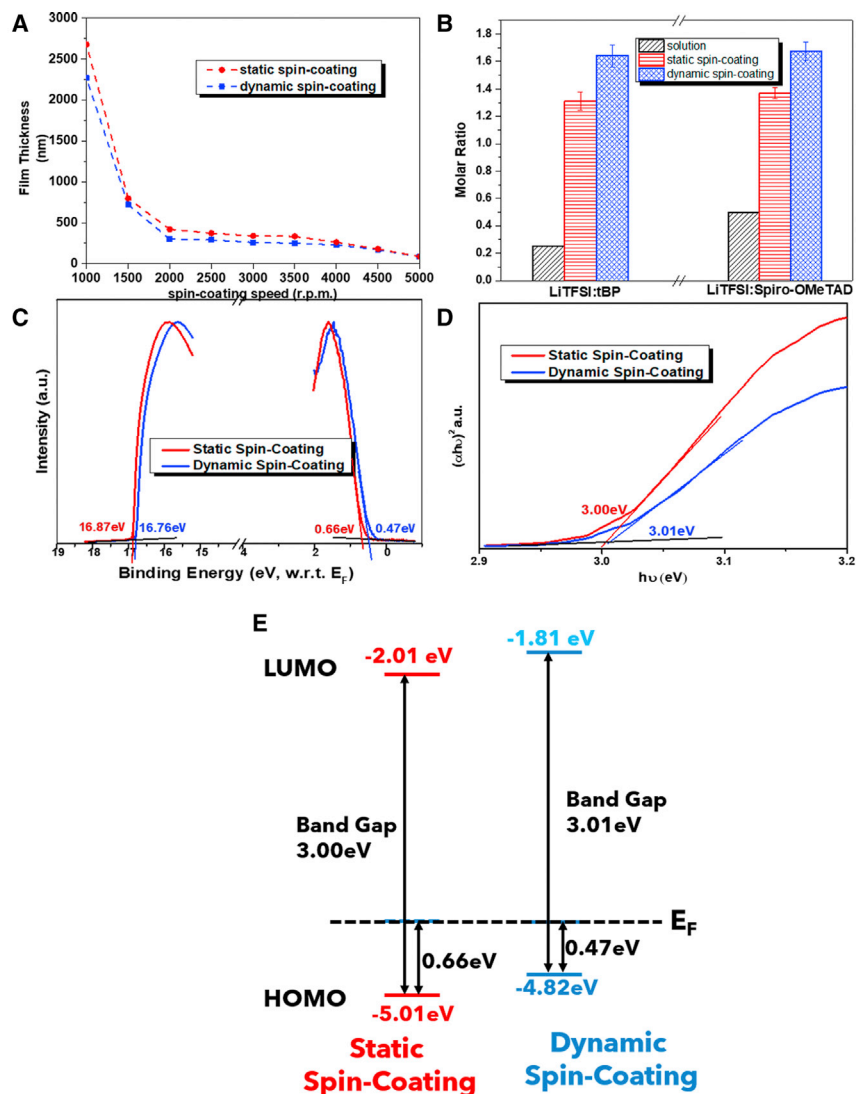 A
3000
2500
2000
1500
1000
500
0
Film Thickness
(nm)
static spin-coating
dynamic spin-coating
1000 1500 2000 2500 3000 3500 4000 4500 5000
spin-coating speed (r.p.m.)
B
1.8
1.6
1.4
1.2
1.0
0.8
0.6
0.4
0.2
0.0
Molar Ratio
solution
static spin-coating
dynamic spin-coating
LiTFSI:tBP
LiTFSI:Spiro-OMeTAD
C
Intensity (a.u.)
Static Spin-Coating
Dynamic Spin-Coating
16.87eV 16.76eV
0.66eV 0.47eV
19 18 17 16 15 4 2 0
Binding Energy (eV, w.r.t. EF)
D
(αhυ)² a.u.
Static Spin-Coating
Dynamic Spin-Coating
3.00eV
3.01eV
2.9 3.0 3.1 3.2
hυ (eV)
E
LUMO
-2.01 eV
-1.81 eV
Band Gap
3.00eV
Band Gap
3.01eV
EF
0.66eV
0.47eV
HOMO
-5.01eV
-4.82eV
Static
Spin-Coating
Dynamic
Spin-Coating